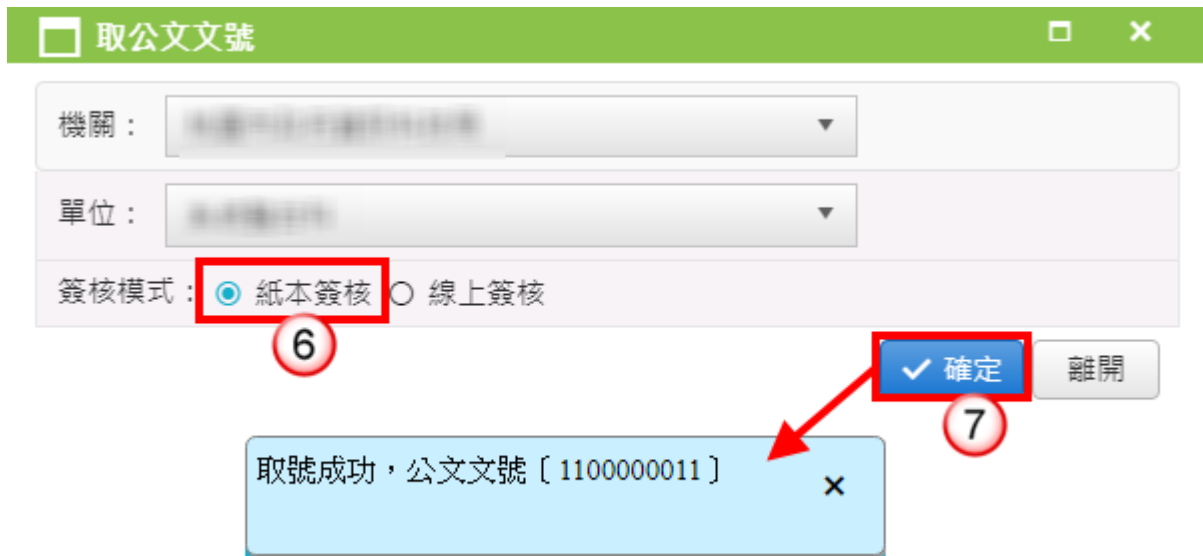 取公文文號
機關：
單位：
簽核模式： 紙本簽核 線上簽核
⑥
確定 離開
⑦
取號成功，公文文號〔1100000011〕